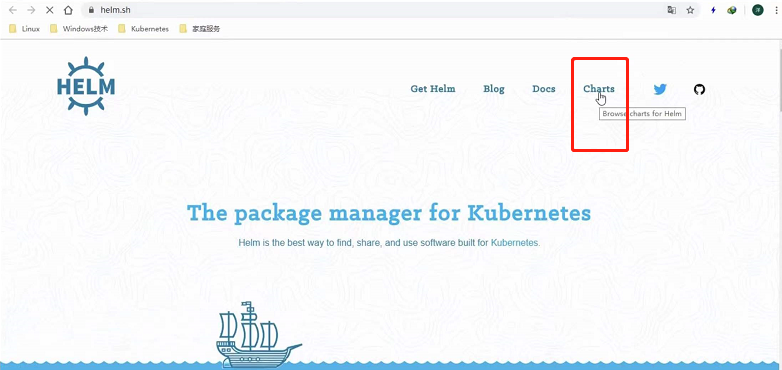 helm.sh
Linux Windows技术 Kubernetes 家庭服务
HELM
Get Helm Blog Docs Charts
Browse charts for Helm
The package manager for Kubernetes
Helm is the best way to find, share, and use software built for Kubernetes.